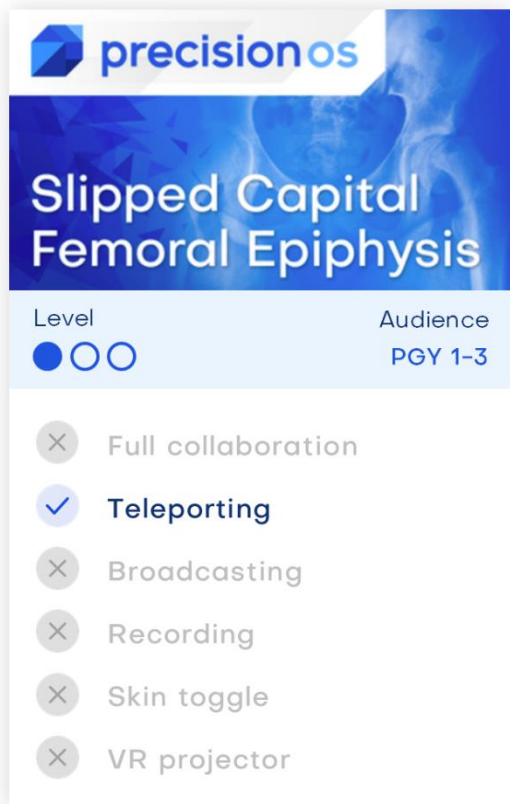 precisionos
Slipped Capital
Femoral Epiphysis
Level
Audience
PGY 1-3
Full collaboration
Teleporting
Broadcasting
Recording
Skin toggle
VR projector